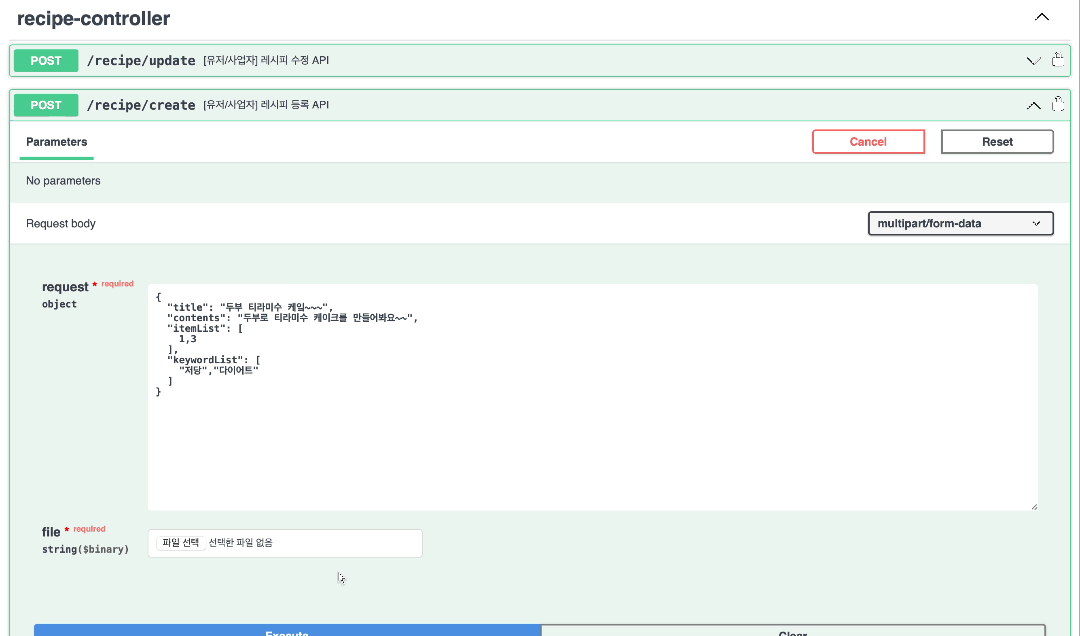 recipe-controller
POST /recipe/update [유저/사업자] 레시피 수정 API
POST /recipe/create [유저/사업자] 레시피 등록 API
Parameters Cancel Reset
No parameters
Request body multipart/form-data
request * required
object
{
"title": "두부 티라미수 케잌~~~",
"contents": "두부로 티라미수 케이크를 만들어봐요~~",
"itemList": [
1,3
],
"keywordList": [
"저당","다이어트"
]
}
file * required
string($binary)
파일 선택 선택한 파일 없음
Execute Clear